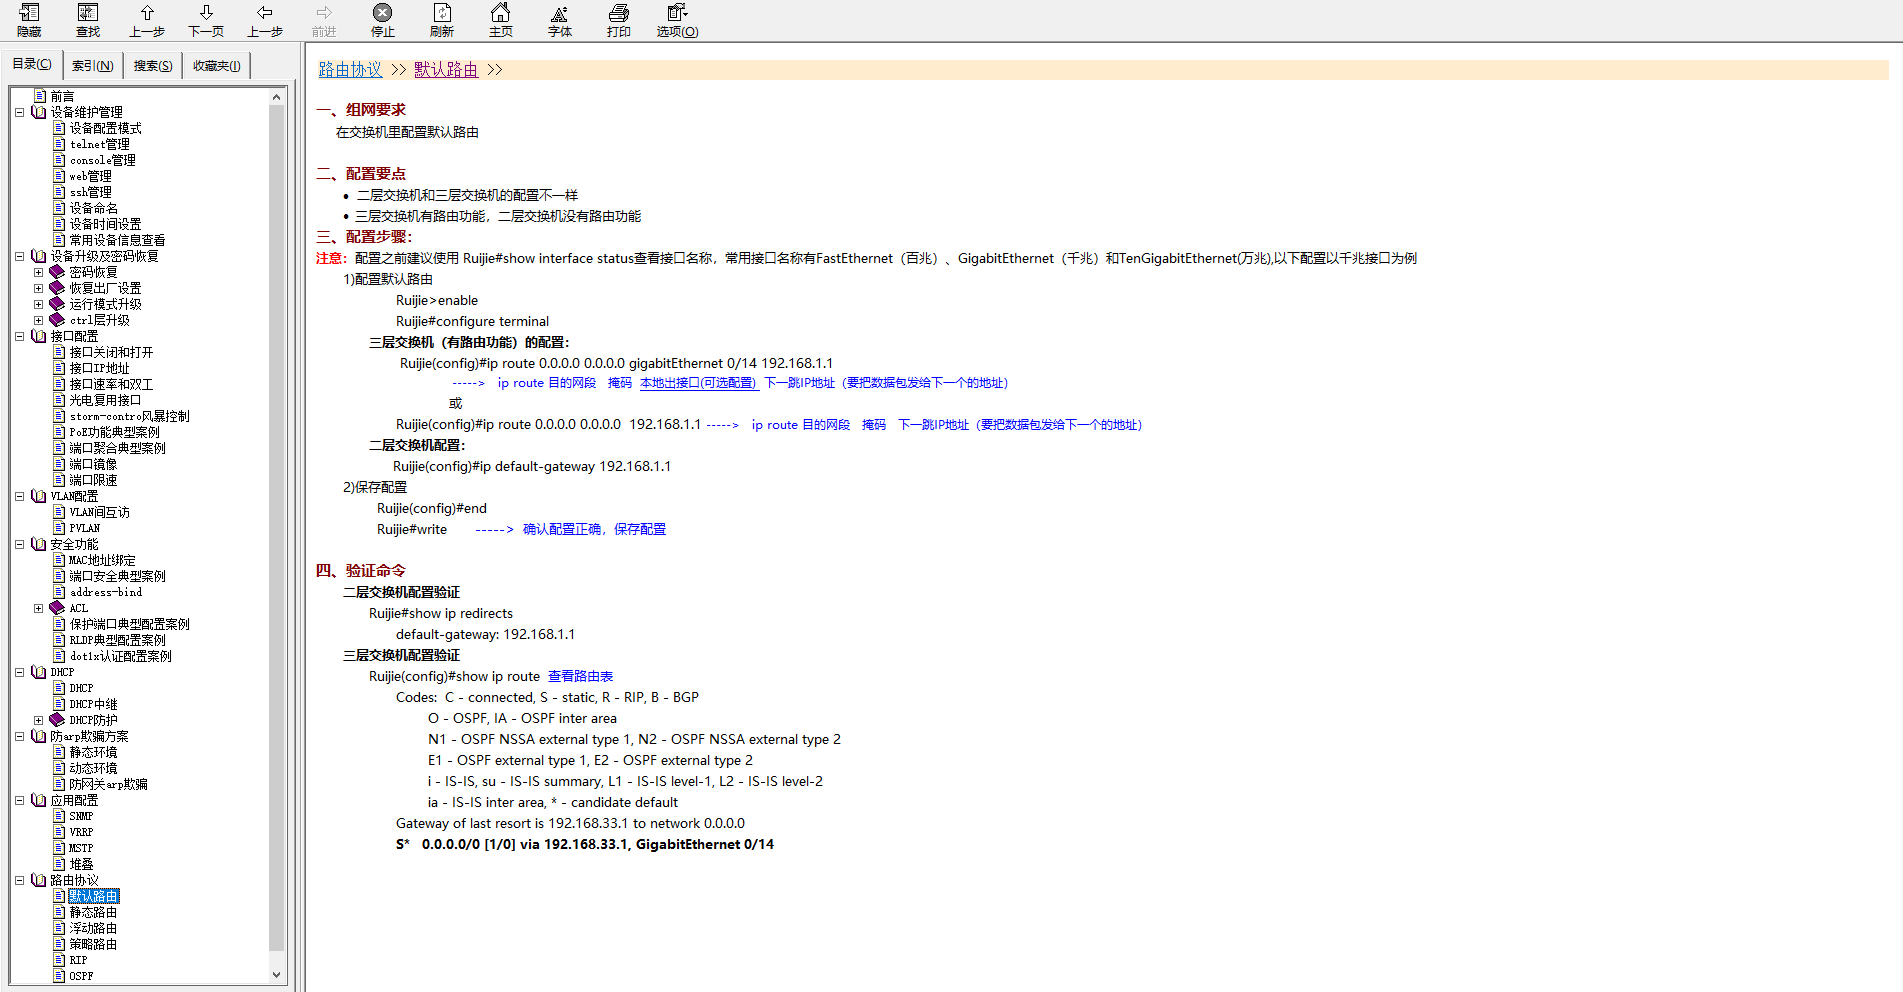 隐藏 查找 上一步 下一页 上一步 前进 停止 刷新 主页 字体 打印 选项(O)
目录(C) 索引(N) 搜索(S) 收藏夹(I)
前言
设备维护管理
设备配置模式
telnet管理
console管理
web管理
ssh管理
设备命名
设备时间设置
常用设备信息查看
设备升级及密码恢复
密码恢复
恢复出厂设置
运行模式升级
ctrl层升级
接口配置
接口关闭和打开
接口IP地址
接口速率和双工
光电复用接口
storm-contro风暴控制
PoE功能典型案例
端口聚合典型案例
端口镜像
端口限速
VLAN配置
VLAN间互访
PVLAN
安全功能
MAC地址绑定
端口安全典型案例
address-bind
ACL
保护端口典型配置案例
RLDP典型配置案例
dot1x认证配置案例
DHCP
DHCP
DHCP中继
DHCP防护
防arp欺骗方案
静态环境
动态环境
防网关arp欺骗
应用配置
SNMP
VRRP
MSTP
堆叠
路由协议
默认路由
静态路由
浮动路由
策略路由
RIP
OSPF
路由协议 >> 默认路由 >>
一、组网要求
在交换机里配置默认路由
二、配置要点
• 二层交换机和三层交换机的配置不一样
• 三层交换机有路由功能，二层交换机没有路由功能
三、配置步骤：
注意：配置之前建议使用 Ruijie#show interface status查看接口名称，常用接口名称有FastEthernet（百兆）、GigabitEthernet（千兆）和TenGigabitEthernet(万兆),以下配置以千兆接口为例
1)配置默认路由
Ruijie>enable
Ruijie#configure terminal
三层交换机（有路由功能）的配置：
Ruijie(config)#ip route 0.0.0.0 0.0.0.0 gigabitEthernet 0/14 192.168.1.1
-----> ip route 目的网段 掩码 本地出接口(可选配置) 下一跳IP地址（要把数据包发给下一个的地址）
或
Ruijie(config)#ip route 0.0.0.0 0.0.0.0 192.168.1.1 -----> ip route 目的网段 掩码 下一跳IP地址（要把数据包发给下一个的地址）
二层交换机配置：
Ruijie(config)#ip default-gateway 192.168.1.1
2)保存配置
Ruijie(config)#end
Ruijie#write -----> 确认配置正确，保存配置
四、验证命令
二层交换机配置验证
Ruijie#show ip redirects
default-gateway: 192.168.1.1
三层交换机配置验证
Ruijie(config)#show ip route 查看路由表
Codes: C - connected, S - static, R - RIP, B - BGP
O - OSPF, IA - OSPF inter area
N1 - OSPF NSSA external type 1, N2 - OSPF NSSA external type 2
E1 - OSPF external type 1, E2 - OSPF external type 2
i - IS-IS, su - IS-IS summary, L1 - IS-IS level-1, L2 - IS-IS level-2
ia - IS-IS inter area, * - candidate default
Gateway of last resort is 192.168.33.1 to network 0.0.0.0
S* 0.0.0.0/0 [1/0] via 192.168.33.1, GigabitEthernet 0/14